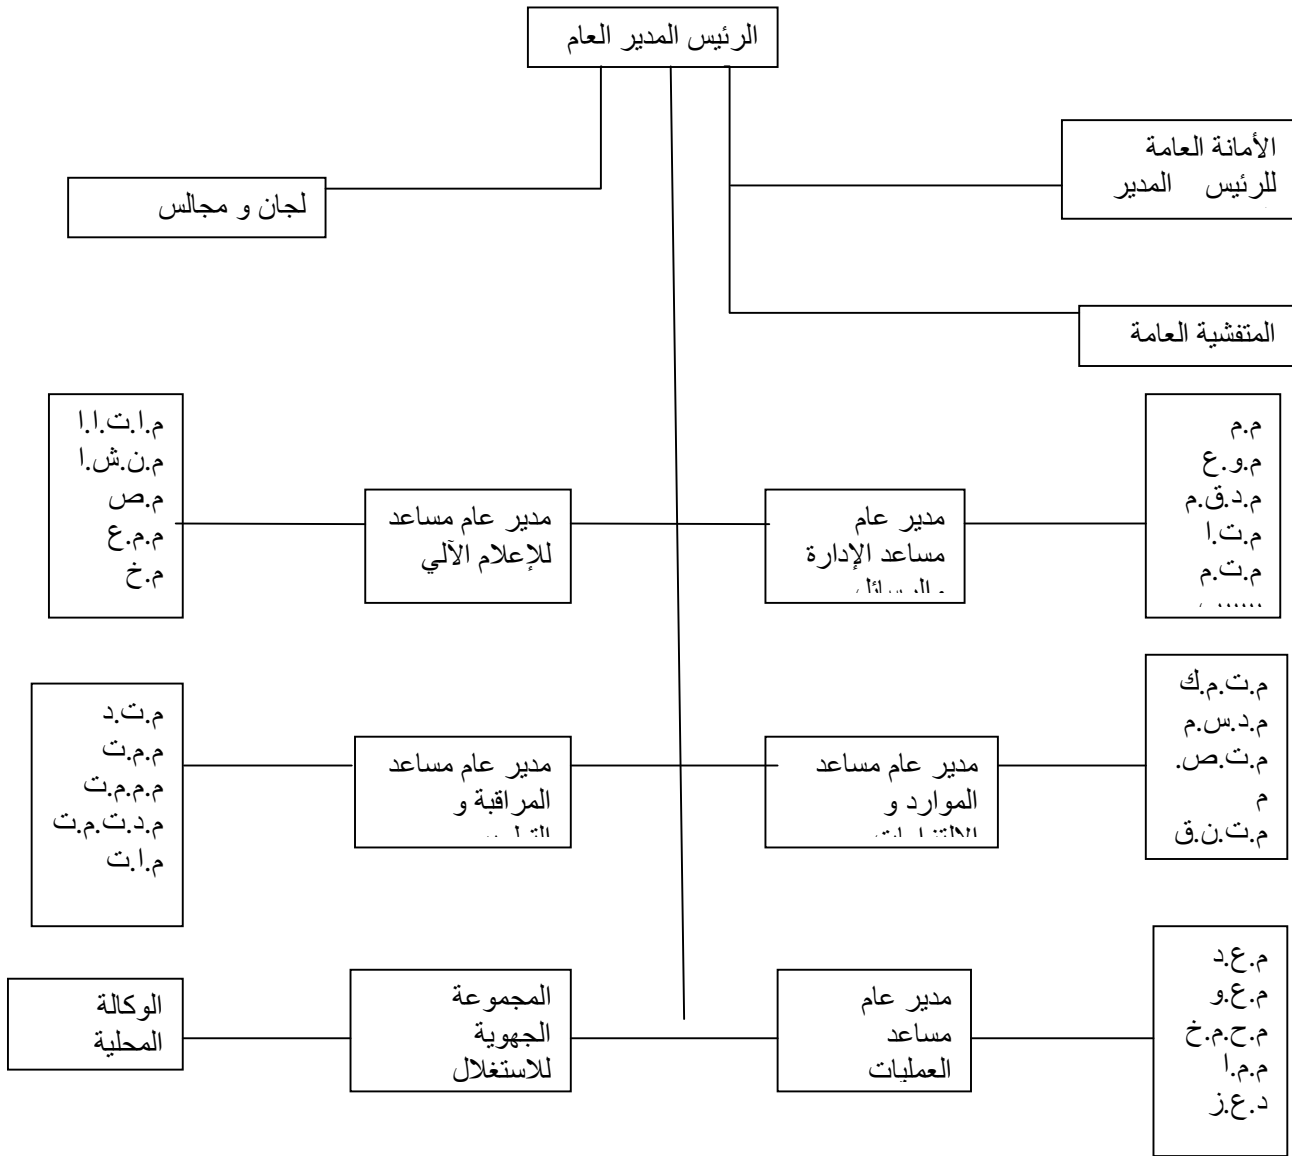 الرئيس المدير العام
الأمانة العامة
للرئيس المدير
لجان و مجالس
المتفشية العامة
م.م
م.و.ع
م.د.ق.م
م.ت.ا
م.ت.م
مدير عام
مساعد الإدارة
مدير عام مساعد
للإعلام الآلي
م.ا.ت.ا.ا
م.ن.ش.ا
م.ص
م.م.ع
م.خ
م.ت.م.ك
م.د.س.م
م.ت.ص.
م
م.ت.ن.ق
مدير عام مساعد
الموارد و
مدير عام مساعد
المراقبة و
م.ت.د
م.م.ت
م.م.م.ت
م.د.ت.م.ت
م.ا.ت
م.ع.د
م.ع.و
م.ح.م.خ
م.م.ا
د.ع.ز
مدير عام
مساعد
العمليات
المجموعة
الجهوية
للاستغلال
الوكالة
المحلية